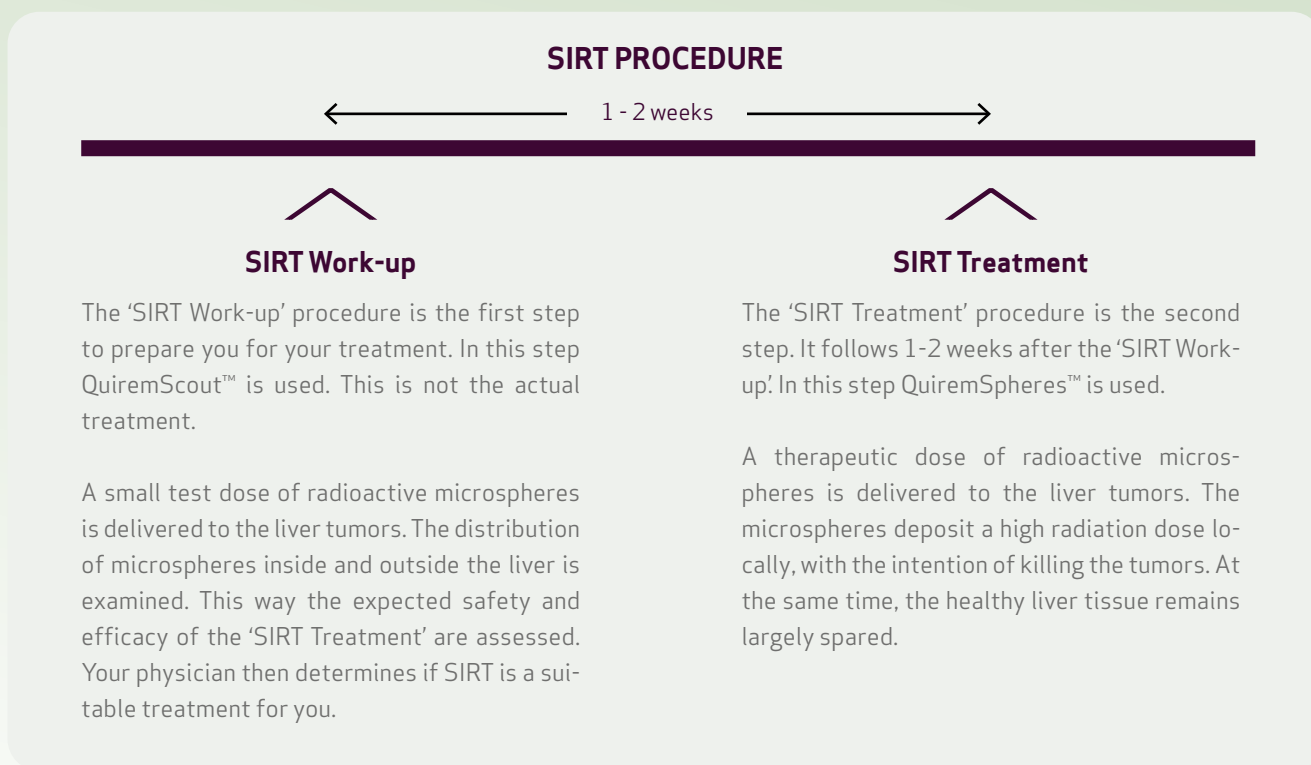 SIRT PROCEDURE
1 - 2 weeks
SIRT Work-up
The ‘SIRT Work-up’ procedure is the first step
to prepare you for your treatment. In this step
QuiremScout™ is used. This is not the actual
treatment.
A small test dose of radioactive microspheres
is delivered to the liver tumors. The distribution
of microspheres inside and outside the liver is
examined. This way the expected safety and
efficacy of the ‘SIRT Treatment’ are assessed.
Your physician then determines if SIRT is a sui-
table treatment for you.
SIRT Treatment
The ‘SIRT Treatment’ procedure is the second
step. It follows 1-2 weeks after the ‘SIRT Work-
up’. In this step QuiremSpheres™ is used.
A therapeutic dose of radioactive micros-
pheres is delivered to the liver tumors. The
microspheres deposit a high radiation dose lo-
cally, with the intention of killing the tumors. At
the same time, the healthy liver tissue remains
largely spared.